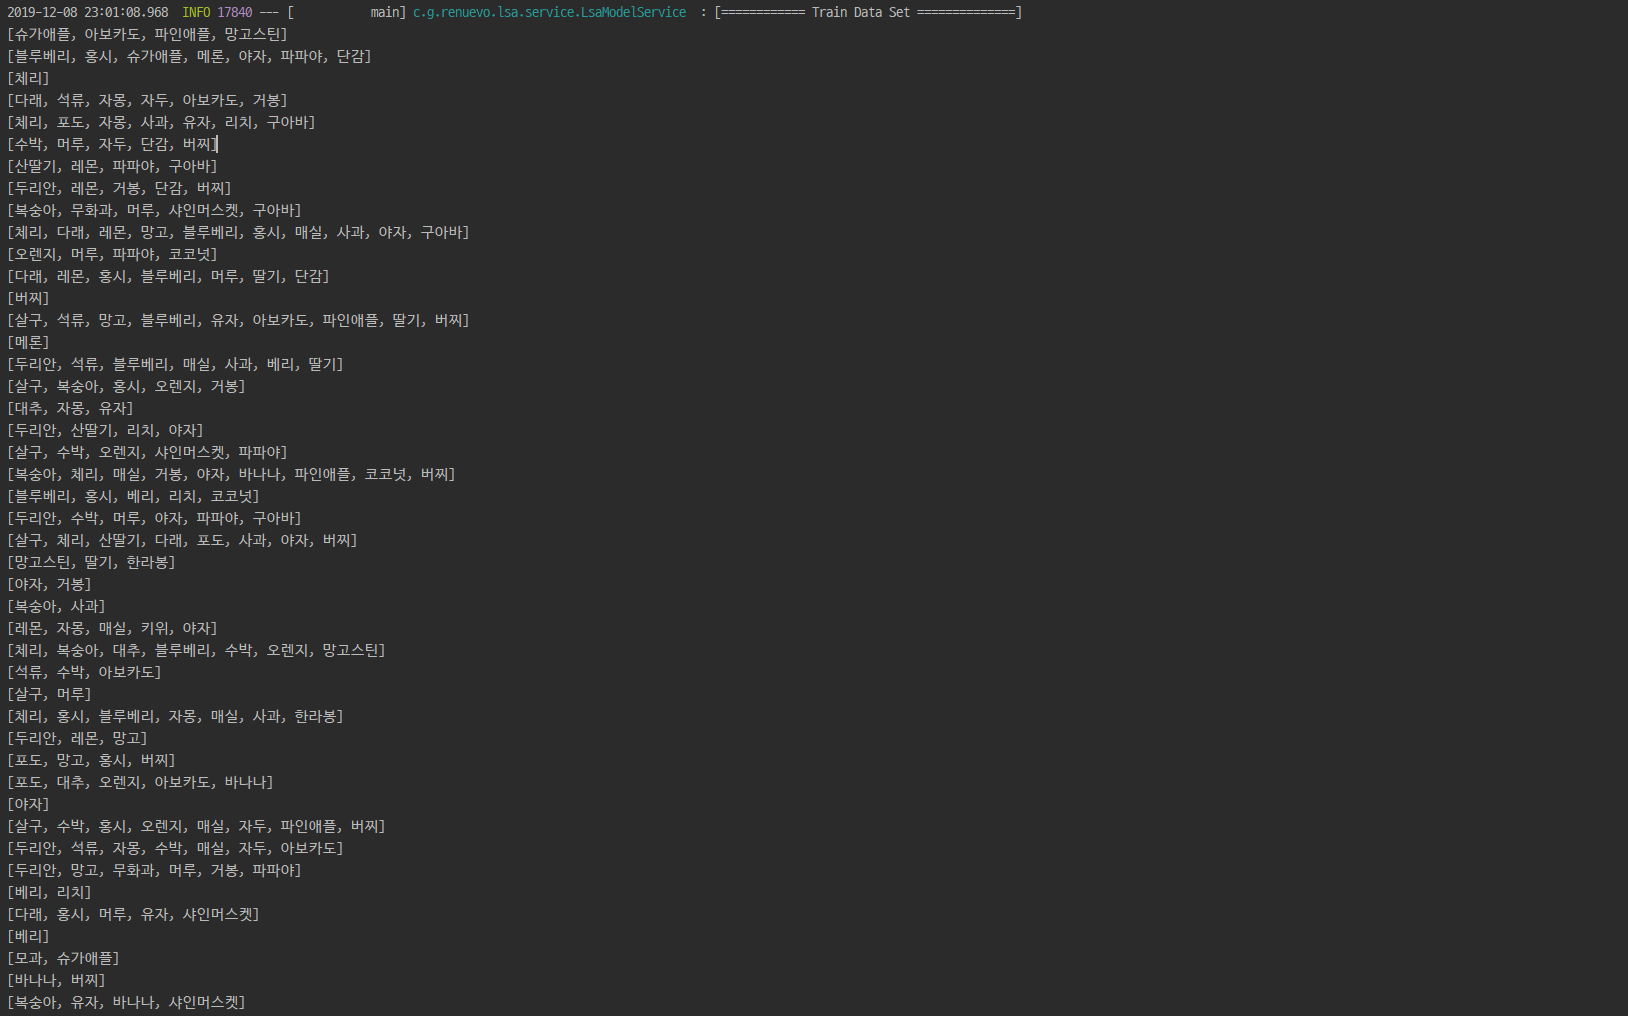 2019-12-08 23:01:08.968  INFO 17840 --- [           main] c.g.renuevo.lsa.service.LsaModelService  : [============ Train Data Set ==============]
[슈가애플, 아보카도, 파인애플, 망고스틴]
[블루베리, 홍시, 슈가애플, 메론, 야자, 파파야, 단감]
[체리]
[다래, 석류, 자몽, 자두, 아보카도, 거봉]
[체리, 포도, 자몽, 사과, 유자, 리치, 구아바]
[수박, 머루, 자두, 단감, 버찌]
[산딸기, 레몬, 파파야, 구아바]
[두리안, 레몬, 거봉, 단감, 버찌]
[복숭아, 무화과, 머루, 샤인머스켓, 구아바]
[체리, 다래, 레몬, 망고, 블루베리, 홍시, 매실, 사과, 야자, 구아바]
[오렌지, 머루, 파파야, 코코넛]
[다래, 레몬, 홍시, 블루베리, 머루, 딸기, 단감]
[버찌]
[살구, 석류, 망고, 블루베리, 유자, 아보카도, 파인애플, 딸기, 버찌]
[메론]
[두리안, 석류, 블루베리, 매실, 사과, 베리, 딸기]
[살구, 복숭아, 홍시, 오렌지, 거봉]
[대추, 자몽, 유자]
[두리안, 산딸기, 리치, 야자]
[살구, 수박, 오렌지, 샤인머스켓, 파파야]
[복숭아, 체리, 매실, 거봉, 야자, 바나나, 파인애플, 코코넛, 버찌]
[블루베리, 홍시, 베리, 리치, 코코넛]
[두리안, 수박, 머루, 야자, 파파야, 구아바]
[살구, 체리, 산딸기, 다래, 포도, 사과, 야자, 버찌]
[망고스틴, 딸기, 한라봉]
[야자, 거봉]
[복숭아, 사과]
[레몬, 자몽, 매실, 키위, 야자]
[체리, 복숭아, 대추, 블루베리, 수박, 오렌지, 망고스틴]
[석류, 수박, 아보카도]
[살구, 머루]
[체리, 홍시, 블루베리, 자몽, 매실, 사과, 한라봉]
[두리안, 레몬, 망고]
[포도, 망고, 홍시, 버찌]
[포도, 대추, 오렌지, 아보카도, 바나나]
[야자]
[살구, 수박, 홍시, 오렌지, 매실, 자두, 파인애플, 버찌]
[두리안, 석류, 자몽, 수박, 매실, 자두, 아보카도]
[두리안, 망고, 무화과, 머루, 거봉, 파파야]
[베리, 리치]
[다래, 홍시, 머루, 유자, 샤인머스켓]
[베리]
[모과, 슈가애플]
[바나나, 버찌]
[복숭아, 유자, 바나나, 샤인머스켓]